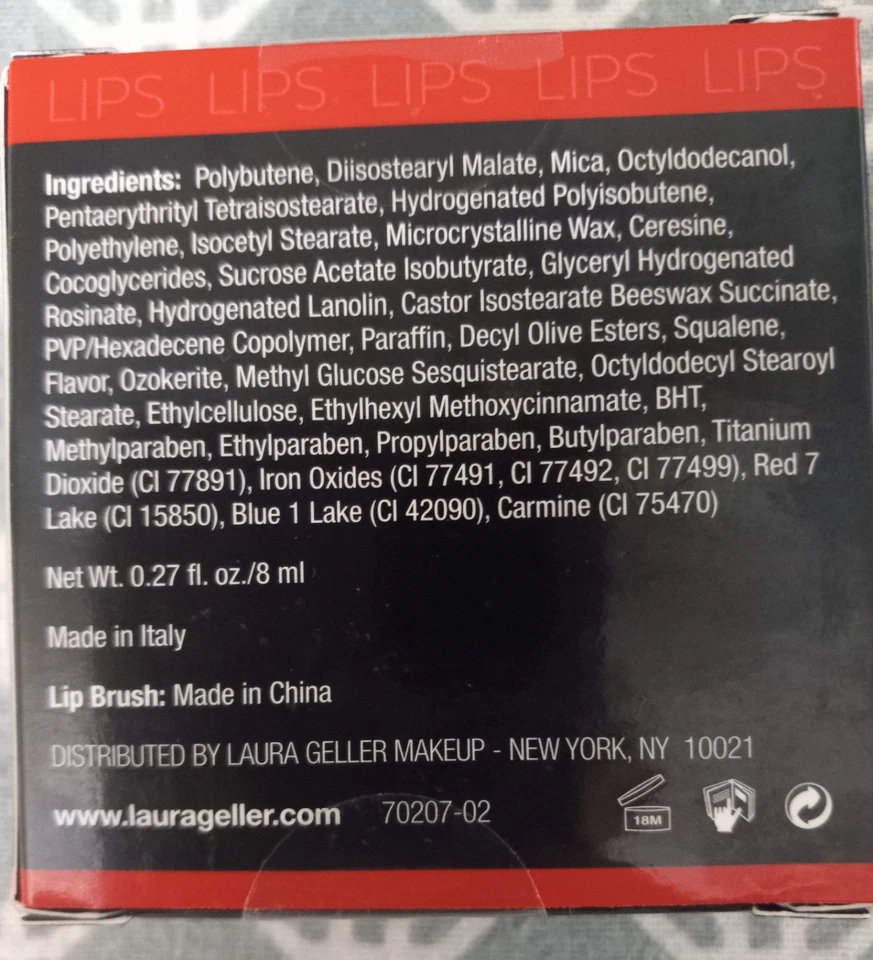 LIPS LIPS LIPS LIPS LIPS
Ingredients: Polybutene, Diisostearyl Malate, Mica, Octyldodecanol,
Pentaerythrityl Tetraisostearate, Hydrogenated Polyisobutene,
Polyethylene, Isocetyl Stearate, Microcrystalline Wax, Ceresine,
Cocoglycerides, Sucrose Acetate Isobutyrate, Glyceryl Hydrogenated
Rosinate, Hydrogenated Lanolin, Castor Isostearate Beeswax Succinate,
PVP/Hexadecene Copolymer, Paraffin, Decyl Olive Esters, Squalene,
Flavor, Ozokerite, Methyl Glucose Sesquistearate, Octyldodecyl Stearoyl
Stearate, Ethylcellulose, Ethylhexyl Methoxycinnamate, BHT,
Methylparaben, Ethylparaben, Propylparaben, Butylparaben, Titanium
Dioxide (CI 77891), Iron Oxides (CI 77491, CI 77492, CI 77499), Red 7
Lake (CI 15850), Blue 1 Lake (CI 42090), Carmine (CI 75470)
Net Wt. 0.27 fl. oz./8 ml
Made in Italy
Lip Brush: Made in China
DISTRIBUTED BY LAURA GELLER MAKEUP - NEW YORK, NY 10021
www.laurageller.com 70207-02 18M